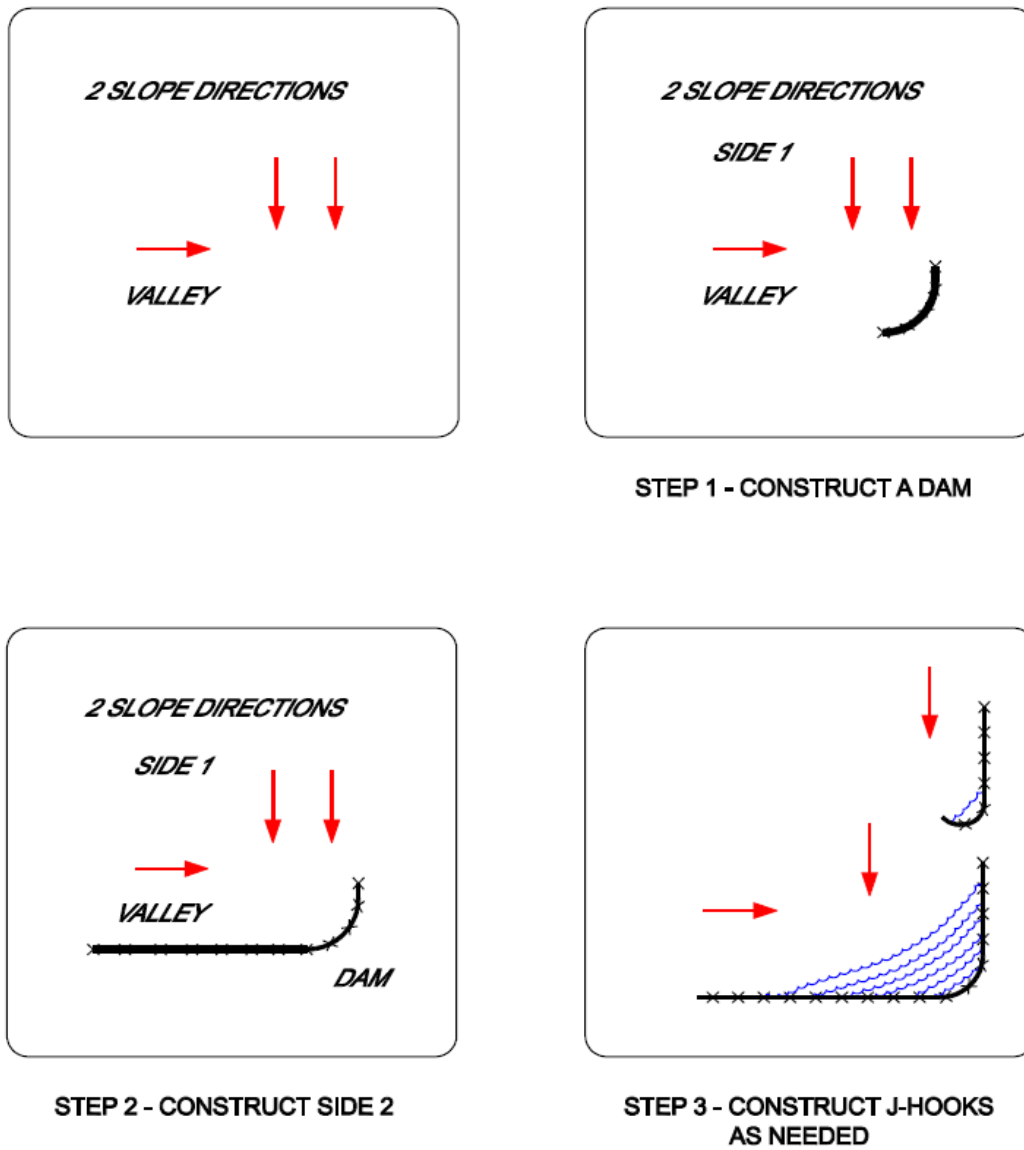 2 SLOPE DIRECTIONS
VALLEY
2 SLOPE DIRECTIONS
SIDE 1
VALLEY
STEP 1 - CONSTRUCT A DAM
2 SLOPE DIRECTIONS
SIDE 1
VALLEY
DAM
STEP 2 - CONSTRUCT SIDE 2
STEP 3 - CONSTRUCT J-HOOKS
AS NEEDED